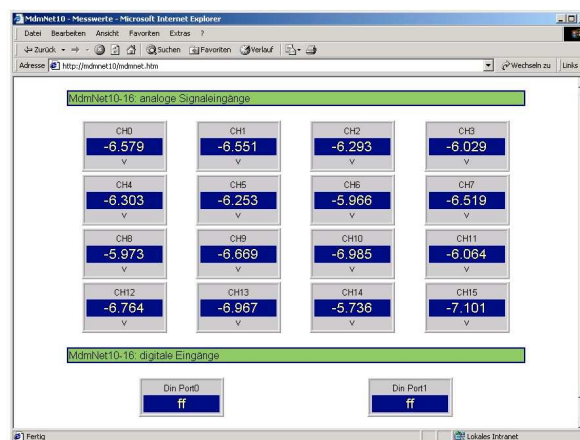 MdmNet10 - Messwerte - Microsoft Internet Explorer
Datei Bearbeiten Ansicht Favoriten Extras ?
Zurück Suchen Favoriten Verlauf
Adresse http://mdmnet10/mdmnet.htm Wechseln zu Links
MdmNet10-16: analoge Signaleingänge
CH0 CH1 CH2 CH3
-6.579 -6.551 -6.293 -6.029
V V V V
CH4 CH5 CH6 CH7
-6.303 -6.253 -5.966 -6.519
V V V V
CH8 CH9 CH10 CH11
-5.973 -6.669 -6.985 -6.064
V V V V
CH12 CH13 CH14 CH15
-6.764 -6.967 -5.736 -7.101
V V V V
MdmNet10-16: digitale Eingänge
Din Port0 Din Port1
ff ff
Fertig Lokales Intranet